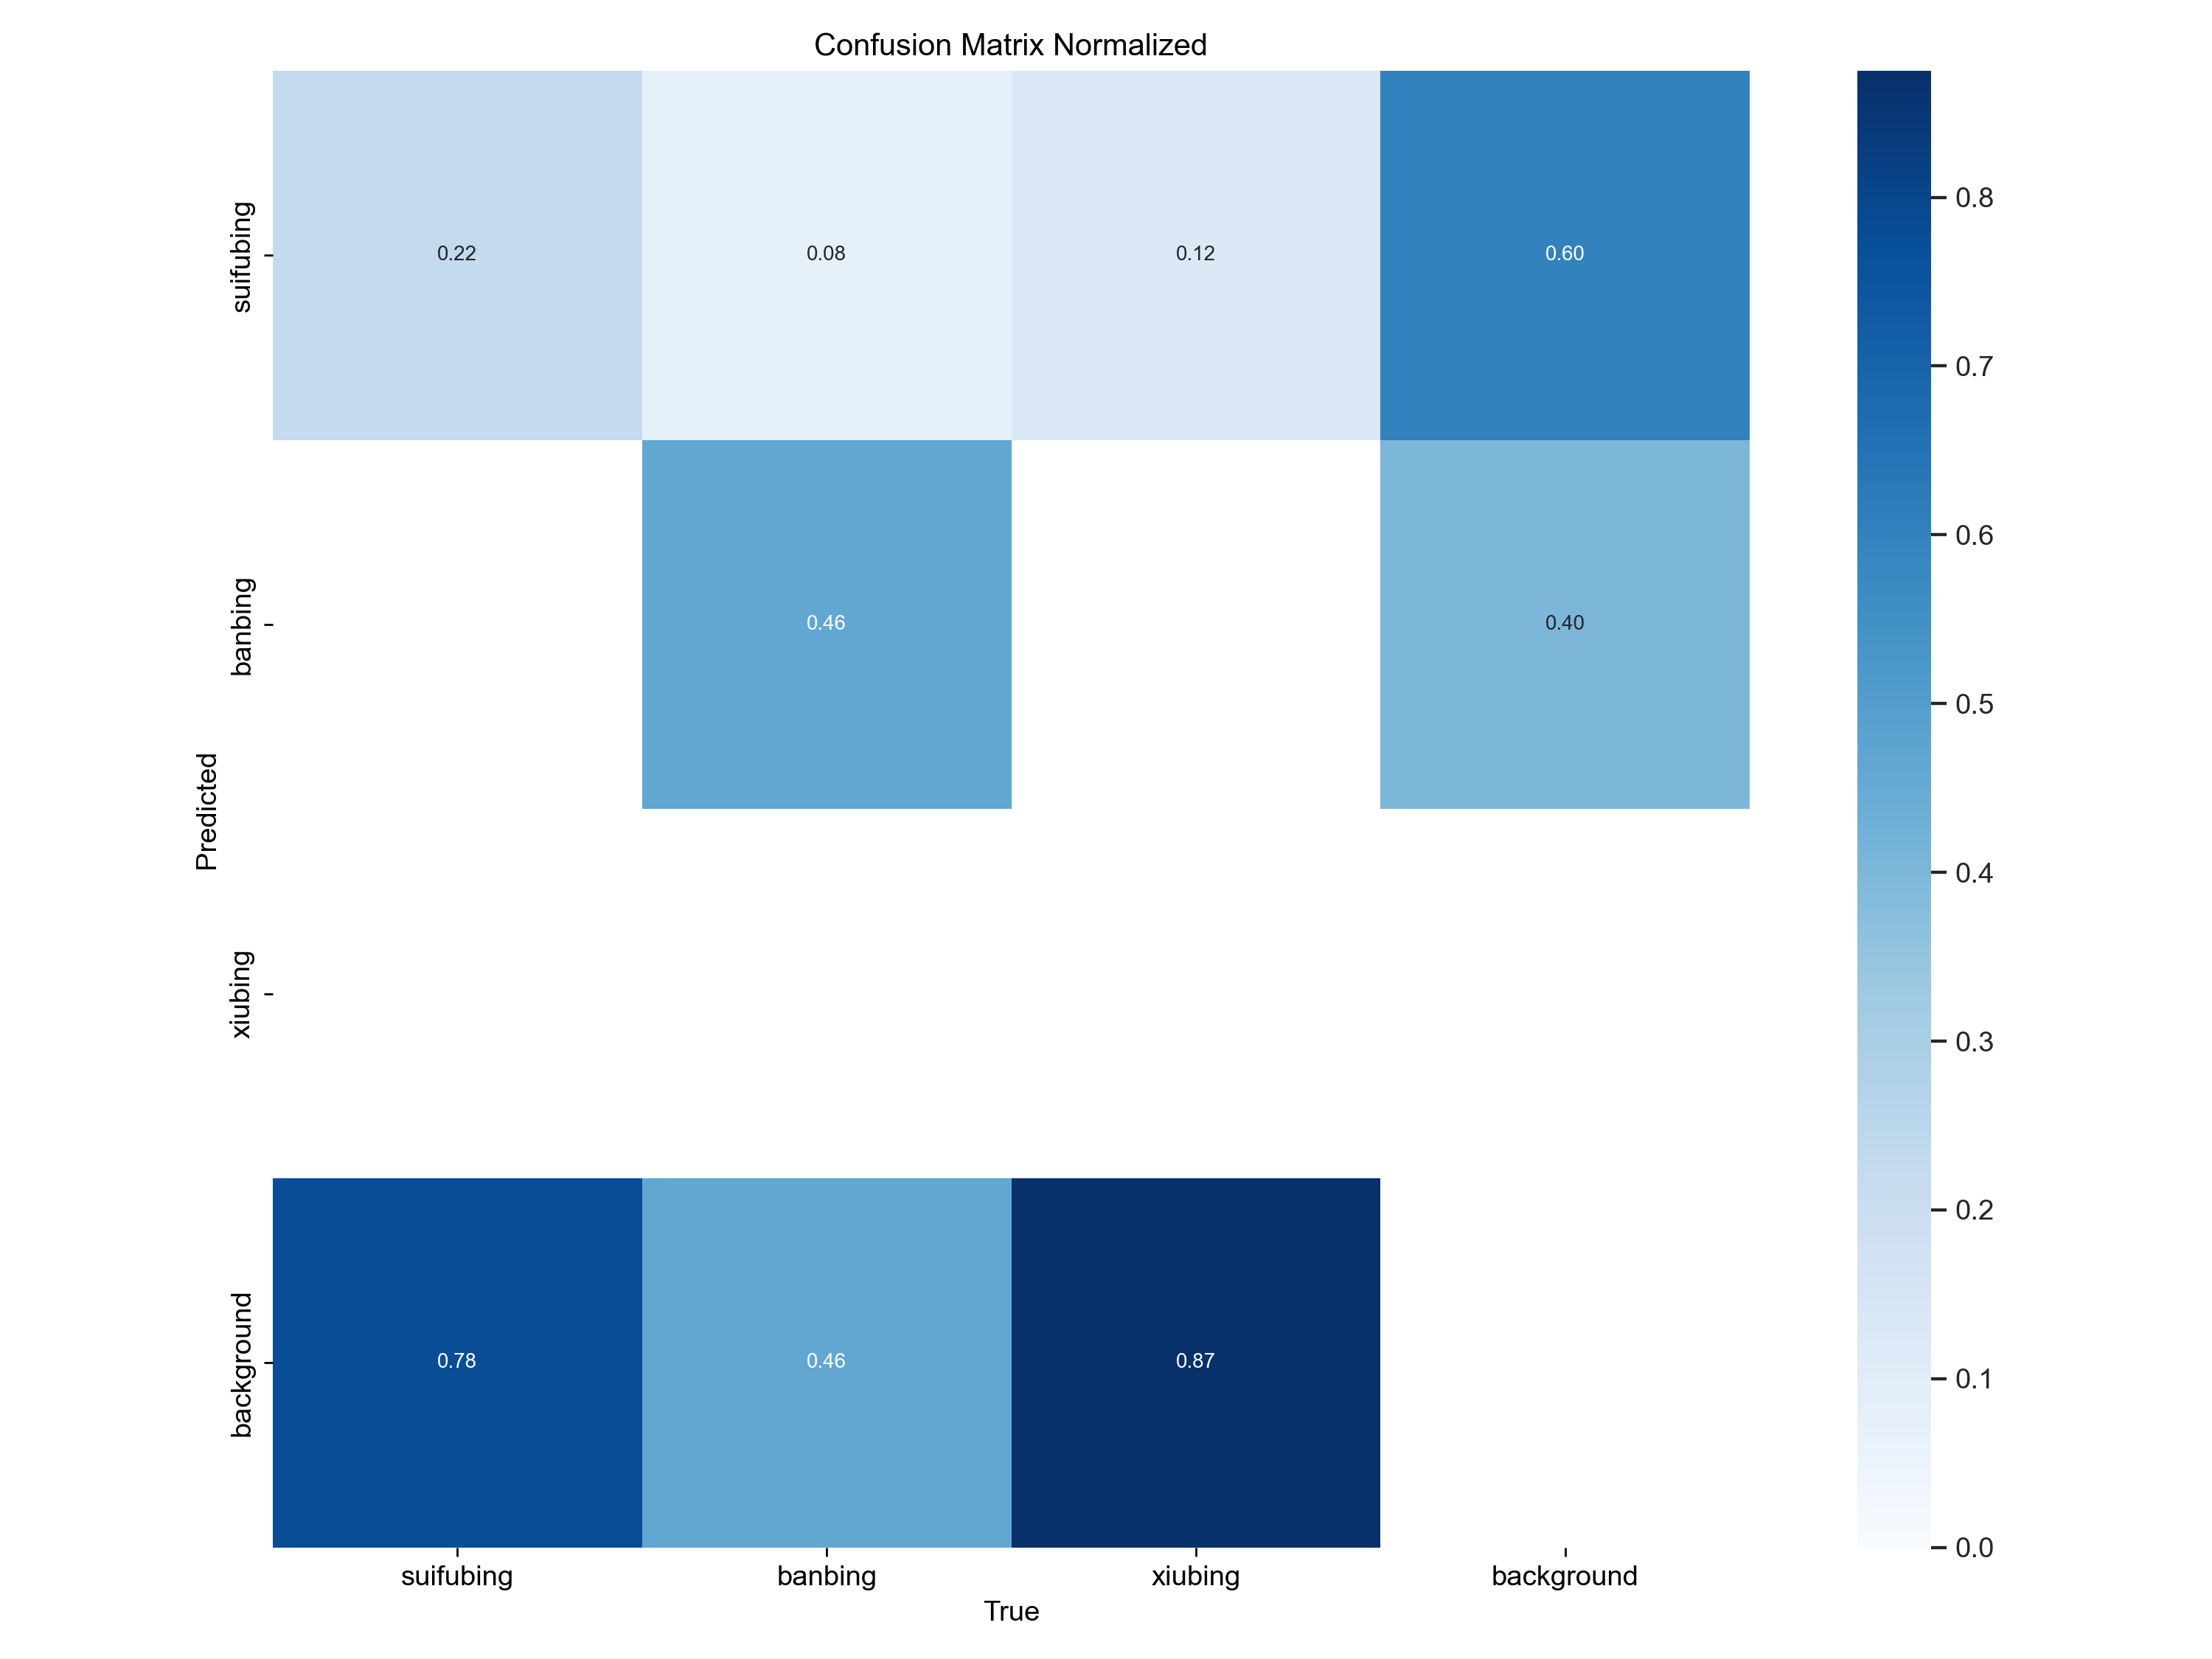 Confusion Matrix Normalized
suifubing
0.22
0.08
0.12
0.60
banbing
0.46
0.40
xiubing
background
0.78
0.46
0.87
Predicted
suifubing
banbing
xiubing
background
True
0.8
0.7
0.6
0.5
0.4
0.3
0.2
0.1
0.0